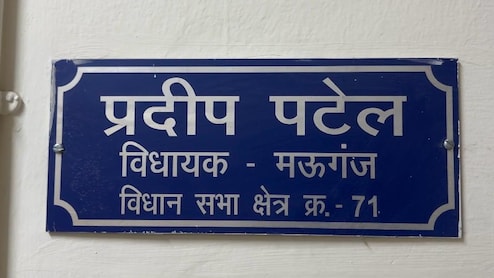 प्रदीप पटेल
विधायक - मऊगंज
विधान सभा क्षेत्र क्र.- 71